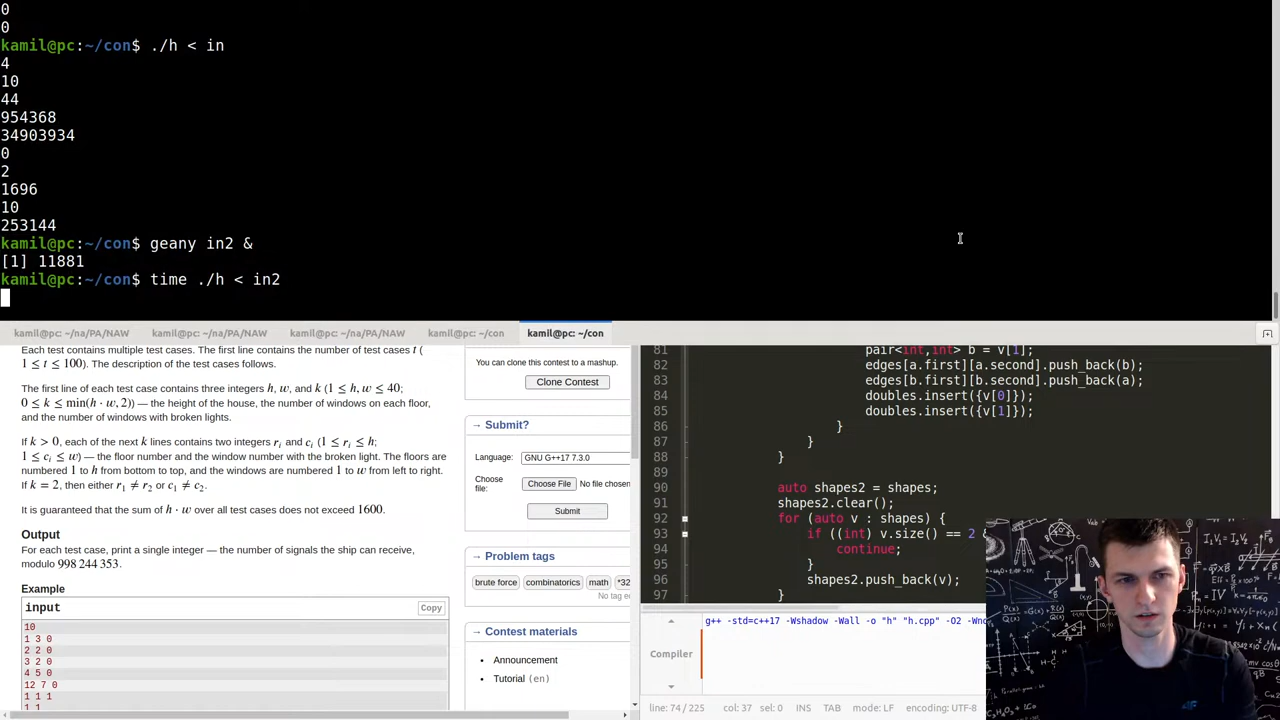 0
0
kamil@pc:~/con$ ./h < in
4
10
44
954368
34903934
0
2
1696
10
253144
kamil@pc:~/con$ geany in2 &
[1] 11881
kamil@pc:~/con$ time ./h < in2
kamil@pc: ~/na/PA/NAW
kamil@pc: ~/na/PA/NAW
kamil@pc: ~/na/PA/NAW
kamil@pc: ~/con
kamil@pc: ~/con
Each test contains multiple test cases. The first line contains the number of test cases t (
1 ≤ t ≤ 100). The description of the test cases follows.
The first line of each test case contains three integers h, w, and k (1 ≤ h, w ≤ 40;
0 ≤ k ≤ min(h · w, 2)) — the height of the house, the number of windows on each floor,
and the number of windows with broken lights.
If k > 0, each of the next k lines contains two integers ri and ci (1 ≤ ri ≤ h;
1 ≤ ci ≤ w) — the floor number and the window number with the broken light. The floors are
numbered 1 to h from bottom to top, and the windows are numbered 1 to w from left to right.
If k = 2, then either r1 ≠ r2 or c1 ≠ c2.
It is guaranteed that the sum of h · w over all test cases does not exceed 1600.
Output
For each test case, print a single integer — the number of signals the ship can receive,
modulo 998 244 353.
Example
input
Copy
10
1 3 0
2 2 0
3 2 0
4 5 0
12 7 0
1 1 1
1 1
You can clone this contest to a mashup.
Clone Contest
→ Submit?
Language:
GNU G++17 7.3.0
Choose
file:
Choose File
No file chosen
Submit
→ Problem tags
brute force
combinatorics
math
*32
No tag e
→ Contest materials
Announcement
Tutorial (en)
81 pair<int,int> b = v[1];
82 edges[a.first][a.second].push_back(b);
83 edges[b.first][b.second].push_back(a);
84 doubles.insert({v[0]});
85 doubles.insert({v[1]});
86 }
87 }
88 }
89
90 auto shapes2 = shapes;
91 shapes2.clear();
92 for (auto v : shapes) {
93 if ((int) v.size() == 2 &
94 continue;
95 }
96 shapes2.push_back(v);
97 }
g++ -std=c++17 -Wshadow -Wall -o "h" "h.cpp" -O2 -Wno
Compiler
line: 74 / 225
col: 37
sel: 0
INS
TAB
mode: LF
encoding: UTF-8